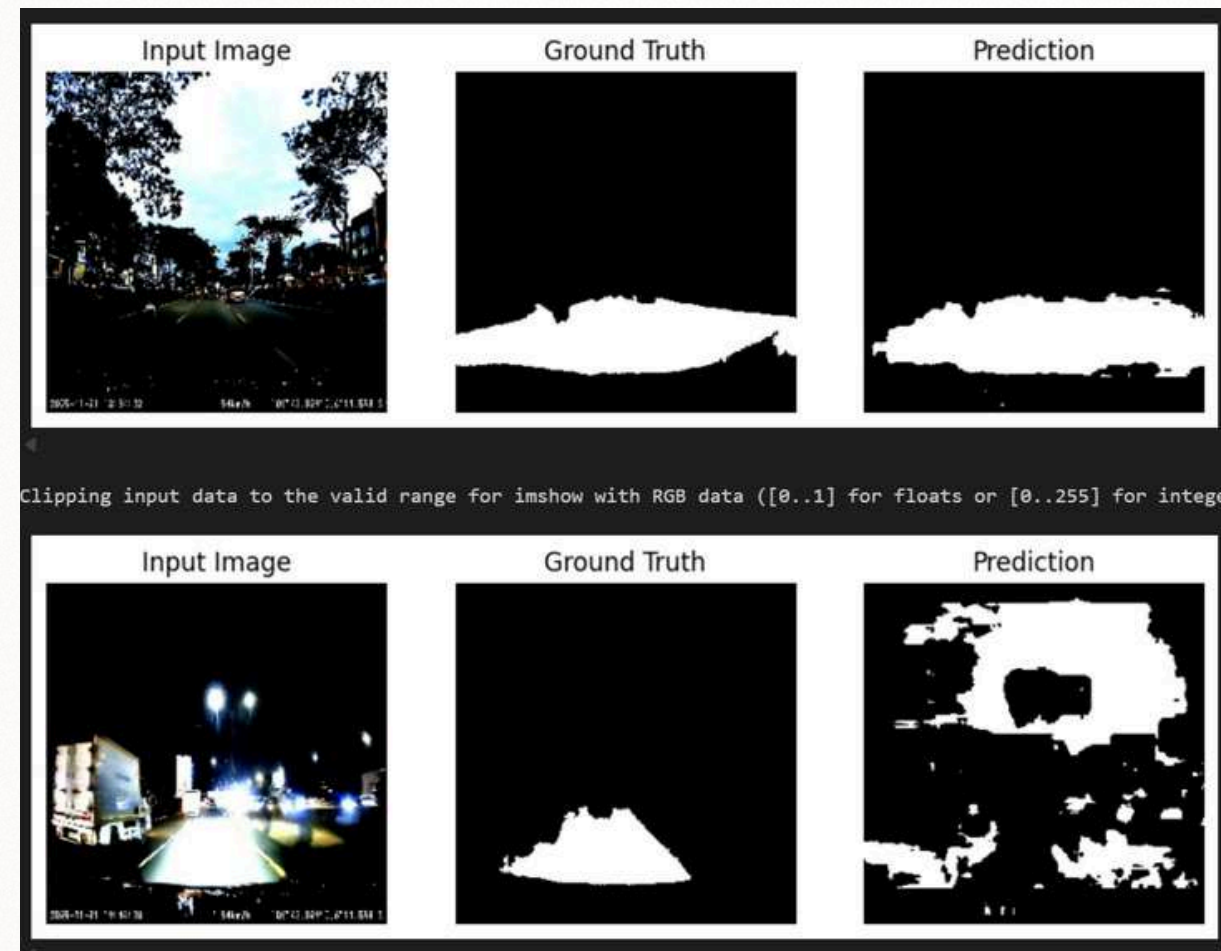 Input Image Ground Truth Prediction
Clipping input data to the valid range for imshow with RGB data ([0..1] for floats or [0..255] for intege
Input Image Ground Truth Prediction